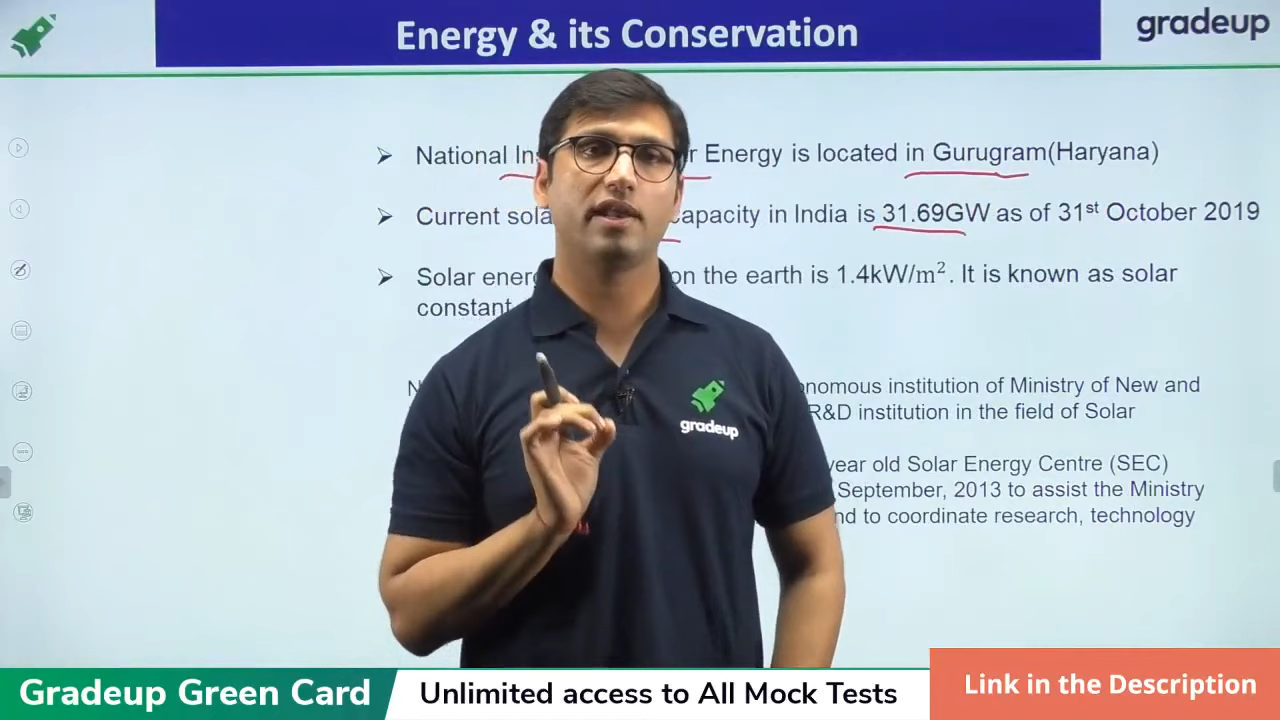 Energy & its Conservation
gradeup
➤ National Ins r Energy is located in Gurugram(Haryana)
➤ Current sola capacity in India is 31.69GW as of 31st October 2019
➤ Solar ener on the earth is 1.4kW/m². It is known as solar
constant
onomous institution of Ministry of New and
R&D institution in the field of Solar
year old Solar Energy Centre (SEC)
September, 2013 to assist the Ministry
nd to coordinate research, technology
gradeup
Gradeup Green Card
Unlimited access to All Mock Tests
Link in the Description